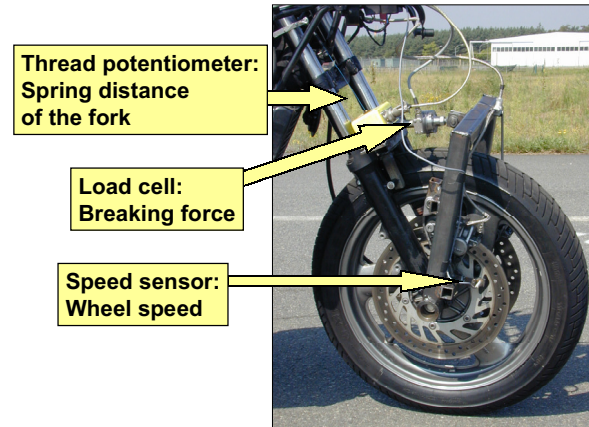 Thread potentiometer:
Spring distance
of the fork
Load cell:
Breaking force
Speed sensor:
Wheel speed